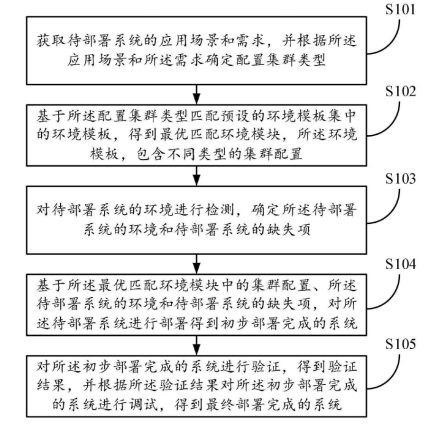 S101
获取待部署系统的应用场景和需求，并根据所述
应用场景和所述需求确定配置集群类型
S102
基于所述配置集群类型匹配预设的环境模板集中
的环境模板，得到最优匹配环境模块，所述环境
模板，包含不同类型的集群配置
S103
对待部署系统的环境进行检测，确定所述待部署
系统的环境和待部署系统的缺失项
S104
基于所述最优匹配环境模块中的集群配置、所述
待部署系统的环境和待部署系统的缺失项，对所
述待部署系统进行部署得到初步部署完成的系统
S105
对所述初步部署完成的系统进行验证，得到验证
结果，并根据所述验证结果对所述初步部署完成
的系统进行调试，得到最终部署完成的系统